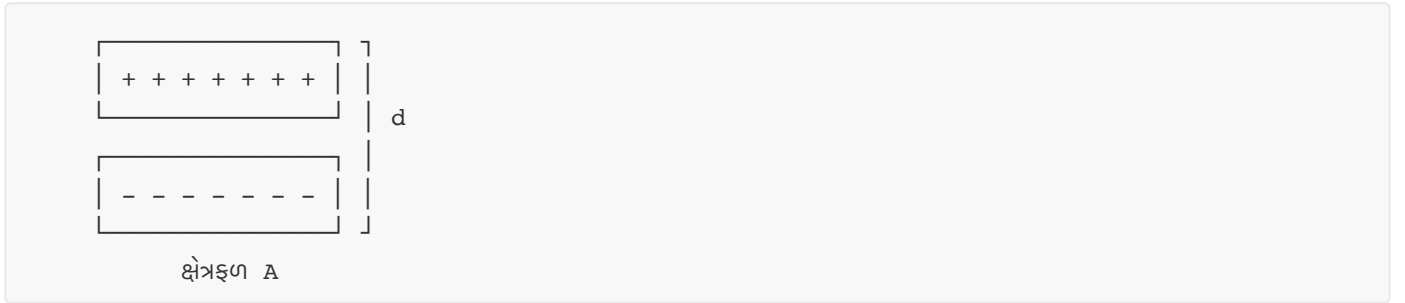 + + + + + + +
d
- - - - - - -
ક્ષેત્રફળ A